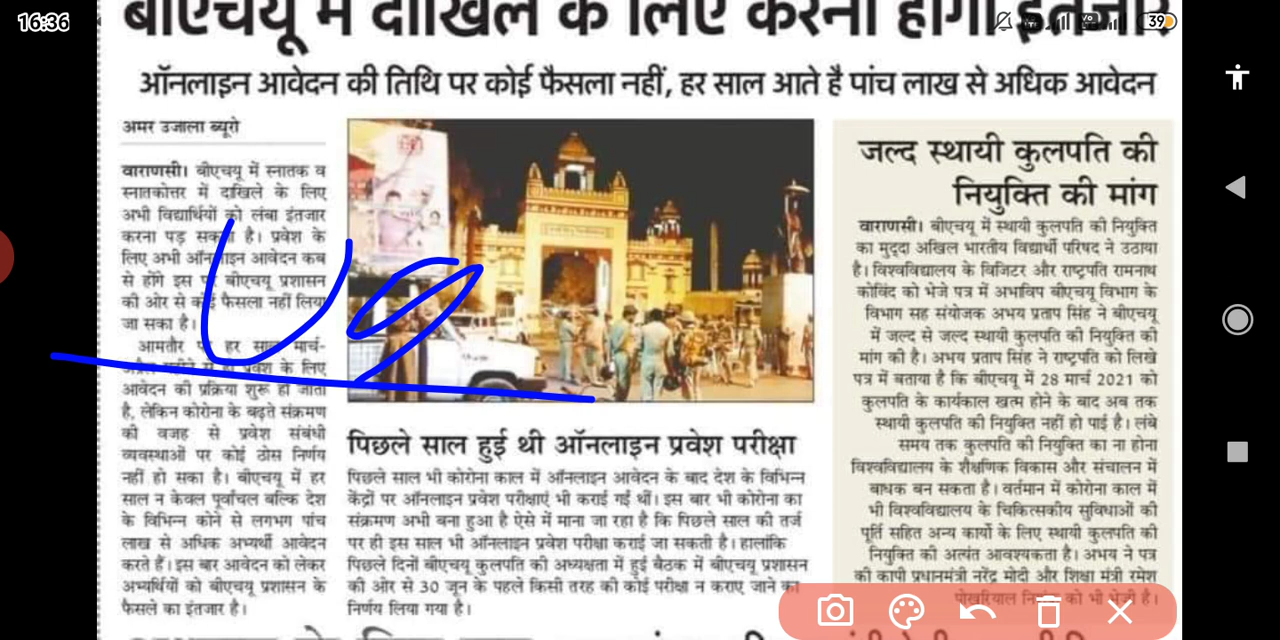 16:36
39
बीएचयू में दाखिले के लिए करना होगा इंतजार
ऑनलाइन आवेदन की तिथि पर कोई फैसला नहीं, हर साल आते है पांच लाख से अधिक आवेदन
अमर उजाला ब्यूरो
वाराणसी। बीएचयू में स्नातक व
स्नातकोत्तर में दाखिले के लिए
अभी विद्यार्थियों को लंबा इंतजार
करना पड़ सकता है। प्रवेश के
लिए अभी ऑनलाइन आवेदन कब
से होंगे इस पर बीएचयू प्रशासन
की ओर से कोई फैसला नहीं लिया
जा सका है।
आमतौर पर हर साल मार्च-
अप्रैल महीने से ही प्रवेश के लिए
आवेदन की प्रक्रिया शुरू हो जाती
है, लेकिन कोरोना के बढ़ते संक्रमण
की वजह से प्रवेश संबंधी
व्यवस्थाओं पर कोई ठोस निर्णय
नहीं हो सका है। बीएचयू में हर
साल न केवल पूर्वांचल बल्कि देश
के विभिन्न कोने से लगभग पांच
लाख से अधिक अभ्यर्थी आवेदन
करते हैं। इस बार आवेदन को लेकर
अभ्यर्थियों को बीएचयू प्रशासन के
फैसले का इंतजार है।
पिछले साल हुई थी ऑनलाइन प्रवेश परीक्षा
पिछले साल भी कोरोना काल में ऑनलाइन आवेदन के बाद देश के विभिन्न
केंद्रों पर ऑनलाइन प्रवेश परीक्षाएं भी कराई गई थीं। इस बार भी कोरोना का
संक्रमण अभी बना हुआ है ऐसे में माना जा रहा है कि पिछले साल की तर्ज
पर ही इस साल भी ऑनलाइन प्रवेश परीक्षा कराई जा सकती है। हालांकि
पिछले दिनों बीएचयू कुलपति की अध्यक्षता में हुई बैठक में बीएचयू प्रशासन
की ओर से 30 जून के पहले किसी तरह की कोई परीक्षा न कराए जाने का
निर्णय लिया गया है।
जल्द स्थायी कुलपति की
नियुक्ति की मांग
वाराणसी। बीएचयू में स्थायी कुलपति की नियुक्ति
का मुद्दा अखिल भारतीय विद्यार्थी परिषद ने उठाया
है। विश्वविद्यालय के विजिटर और राष्ट्रपति रामनाथ
कोविंद को भेजे पत्र में अभाविप बीएचयू विभाग के
विभाग सह संयोजक अभय प्रताप सिंह ने बीएचयू
में जल्द से जल्द स्थायी कुलपति की नियुक्ति की
मांग की है। अभय प्रताप सिंह ने राष्ट्रपति को लिखे
पत्र में बताया है कि बीएचयू में 28 मार्च 2021 को
कुलपति के कार्यकाल खत्म होने के बाद अब तक
स्थायी कुलपति की नियुक्ति नहीं हो पाई है। लंबे
समय तक कुलपति की नियुक्ति का ना होना
विश्वविद्यालय के शैक्षणिक विकास और संचालन में
बाधक बन सकता है। वर्तमान में कोरोना काल में
भी विश्वविद्यालय के चिकित्सकीय सुविधाओं की
पूर्ति सहित अन्य कार्यों के लिए स्थायी कुलपति की
नियुक्ति की अत्यंत आवश्यकता है। अभय ने पत्र
की कापी प्रधानमंत्री नरेंद्र मोदी और शिक्षा मंत्री रमेश
पोखरियाल निशंक को भी भेजी है।